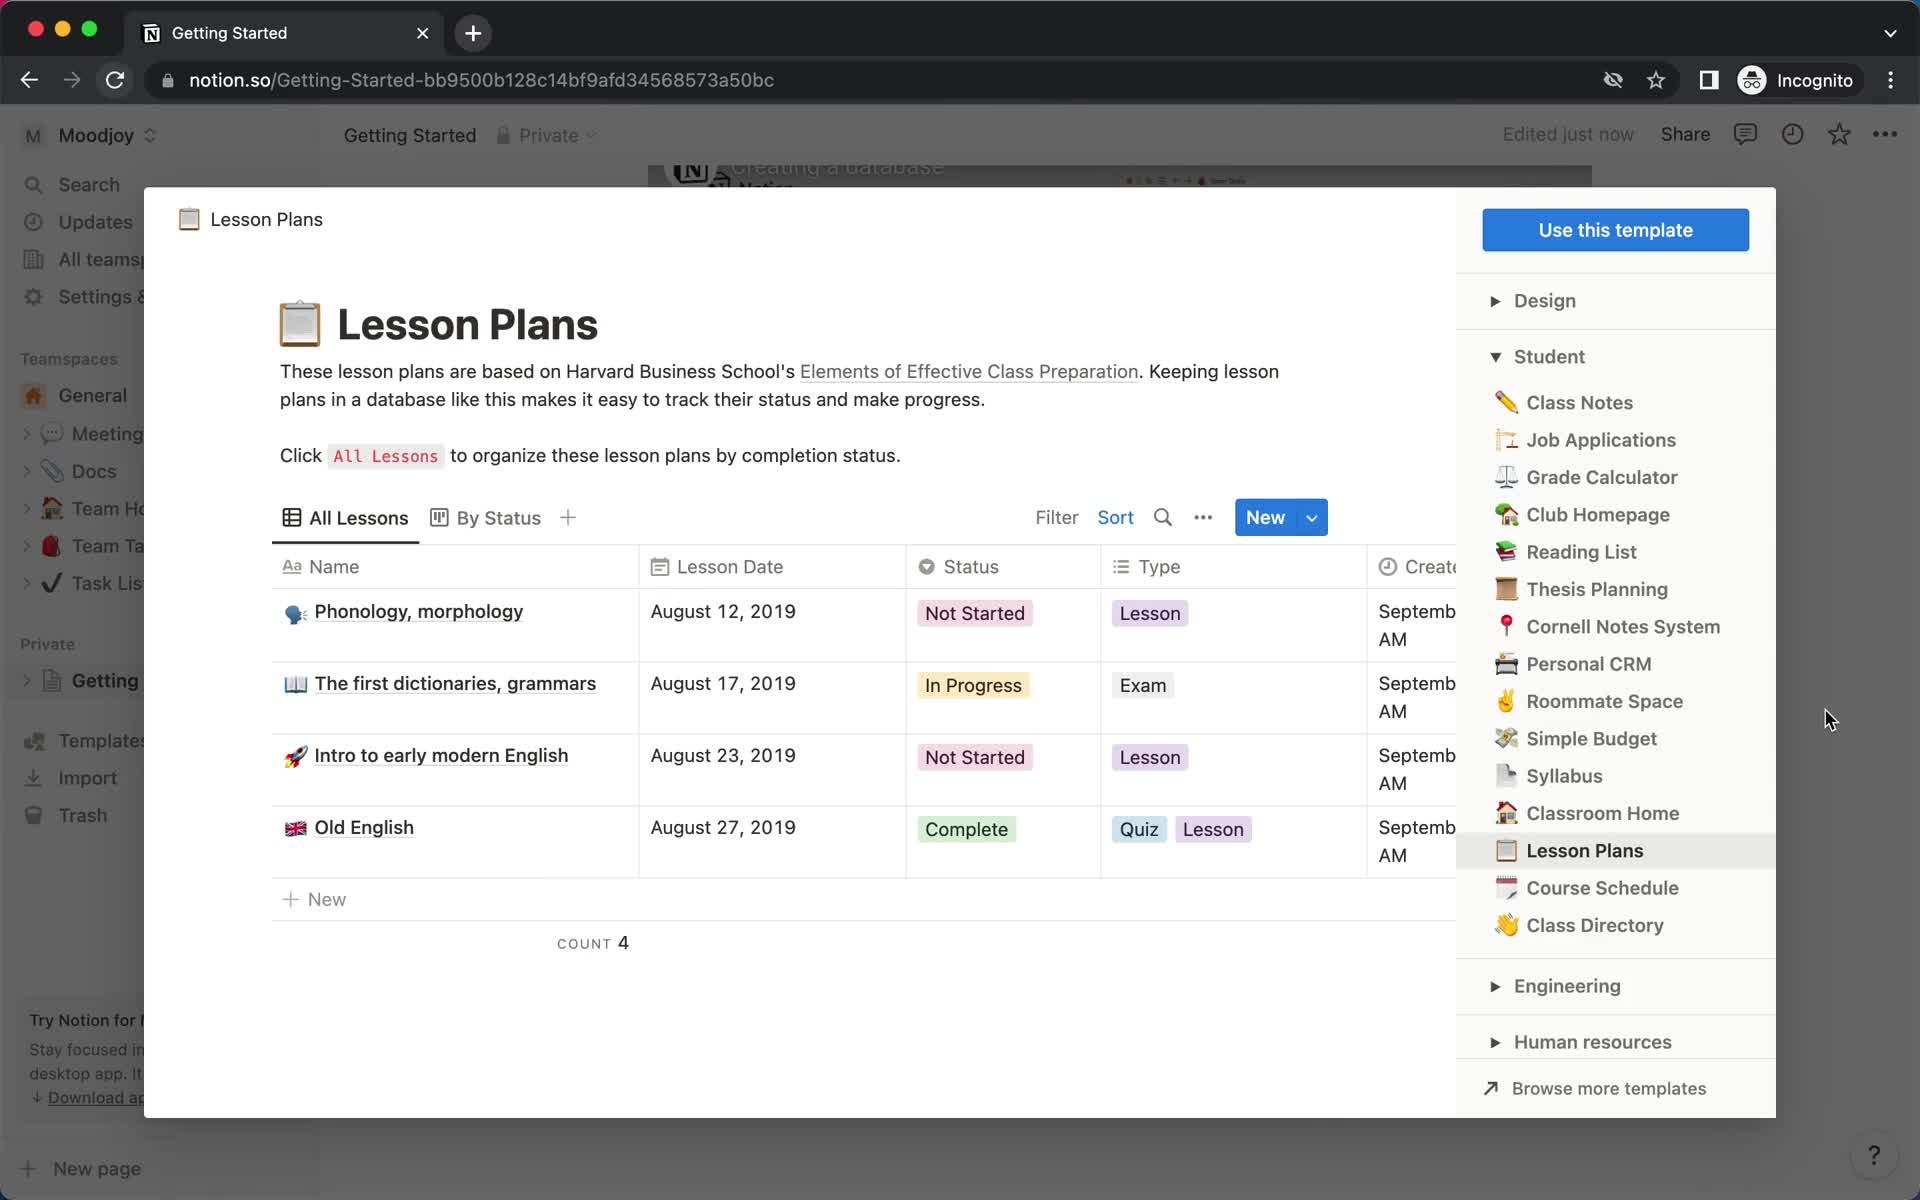 Getting Started
notion.so/Getting-Started-bb9500b128c14bf9afd34568573a50bc
Incognito
M Moodjoy
Getting Started Private
Edited just now Share
Creating a database
Search
Updates
All teamsp
Settings &
Teamspaces
General
Meeting
Docs
Team Ho
Team Ta
Task Lis
Private
Getting
Templates
Import
Trash
Try Notion for
Stay focused in
desktop app. It
↓ Download ap
+ New page
Lesson Plans
Lesson Plans
These lesson plans are based on Harvard Business School's Elements of Effective Class Preparation. Keeping lesson
plans in a database like this makes it easy to track their status and make progress.
Click All Lessons to organize these lesson plans by completion status.
All Lessons By Status +
Filter Sort ••• New
Aa Name Lesson Date Status Type Create
Phonology, morphology August 12, 2019 Not Started Lesson Septemb
AM
The first dictionaries, grammars August 17, 2019 In Progress Exam Septemb
AM
Intro to early modern English August 23, 2019 Not Started Lesson Septemb
AM
Old English August 27, 2019 Complete Quiz Lesson Septemb
AM
+ New
COUNT 4
Use this template
Design
Student
Class Notes
Job Applications
Grade Calculator
Club Homepage
Reading List
Thesis Planning
Cornell Notes System
Personal CRM
Roommate Space
Simple Budget
Syllabus
Classroom Home
Lesson Plans
Course Schedule
Class Directory
Engineering
Human resources
Browse more templates
?